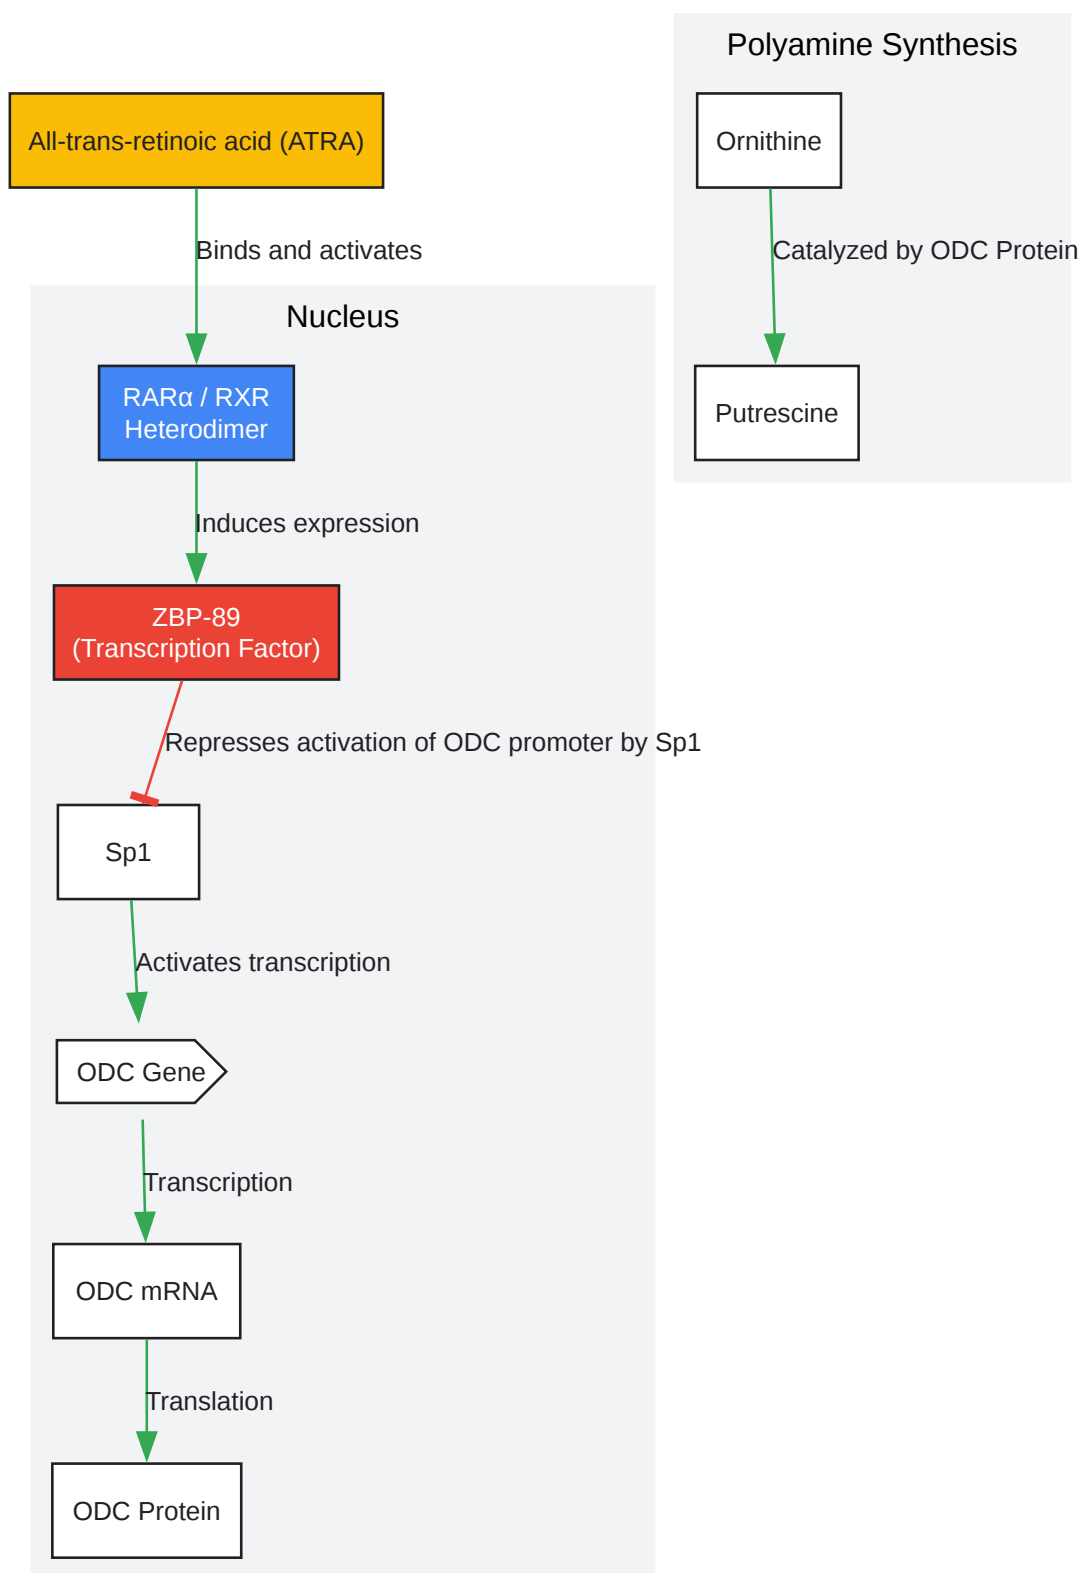 Polyamine Synthesis
All-trans-retinoic acid (ATRA)
Ornithine
Binds and activates
Catalyzed by ODC Protein
Nucleus
RARα / RXR
Heterodimer
Putrescine
Induces expression
ZBP-89
(Transcription Factor)
Represses activation of ODC promoter by Sp1
Sp1
Activates transcription
ODC Gene
Transcription
ODC mRNA
Translation
ODC Protein